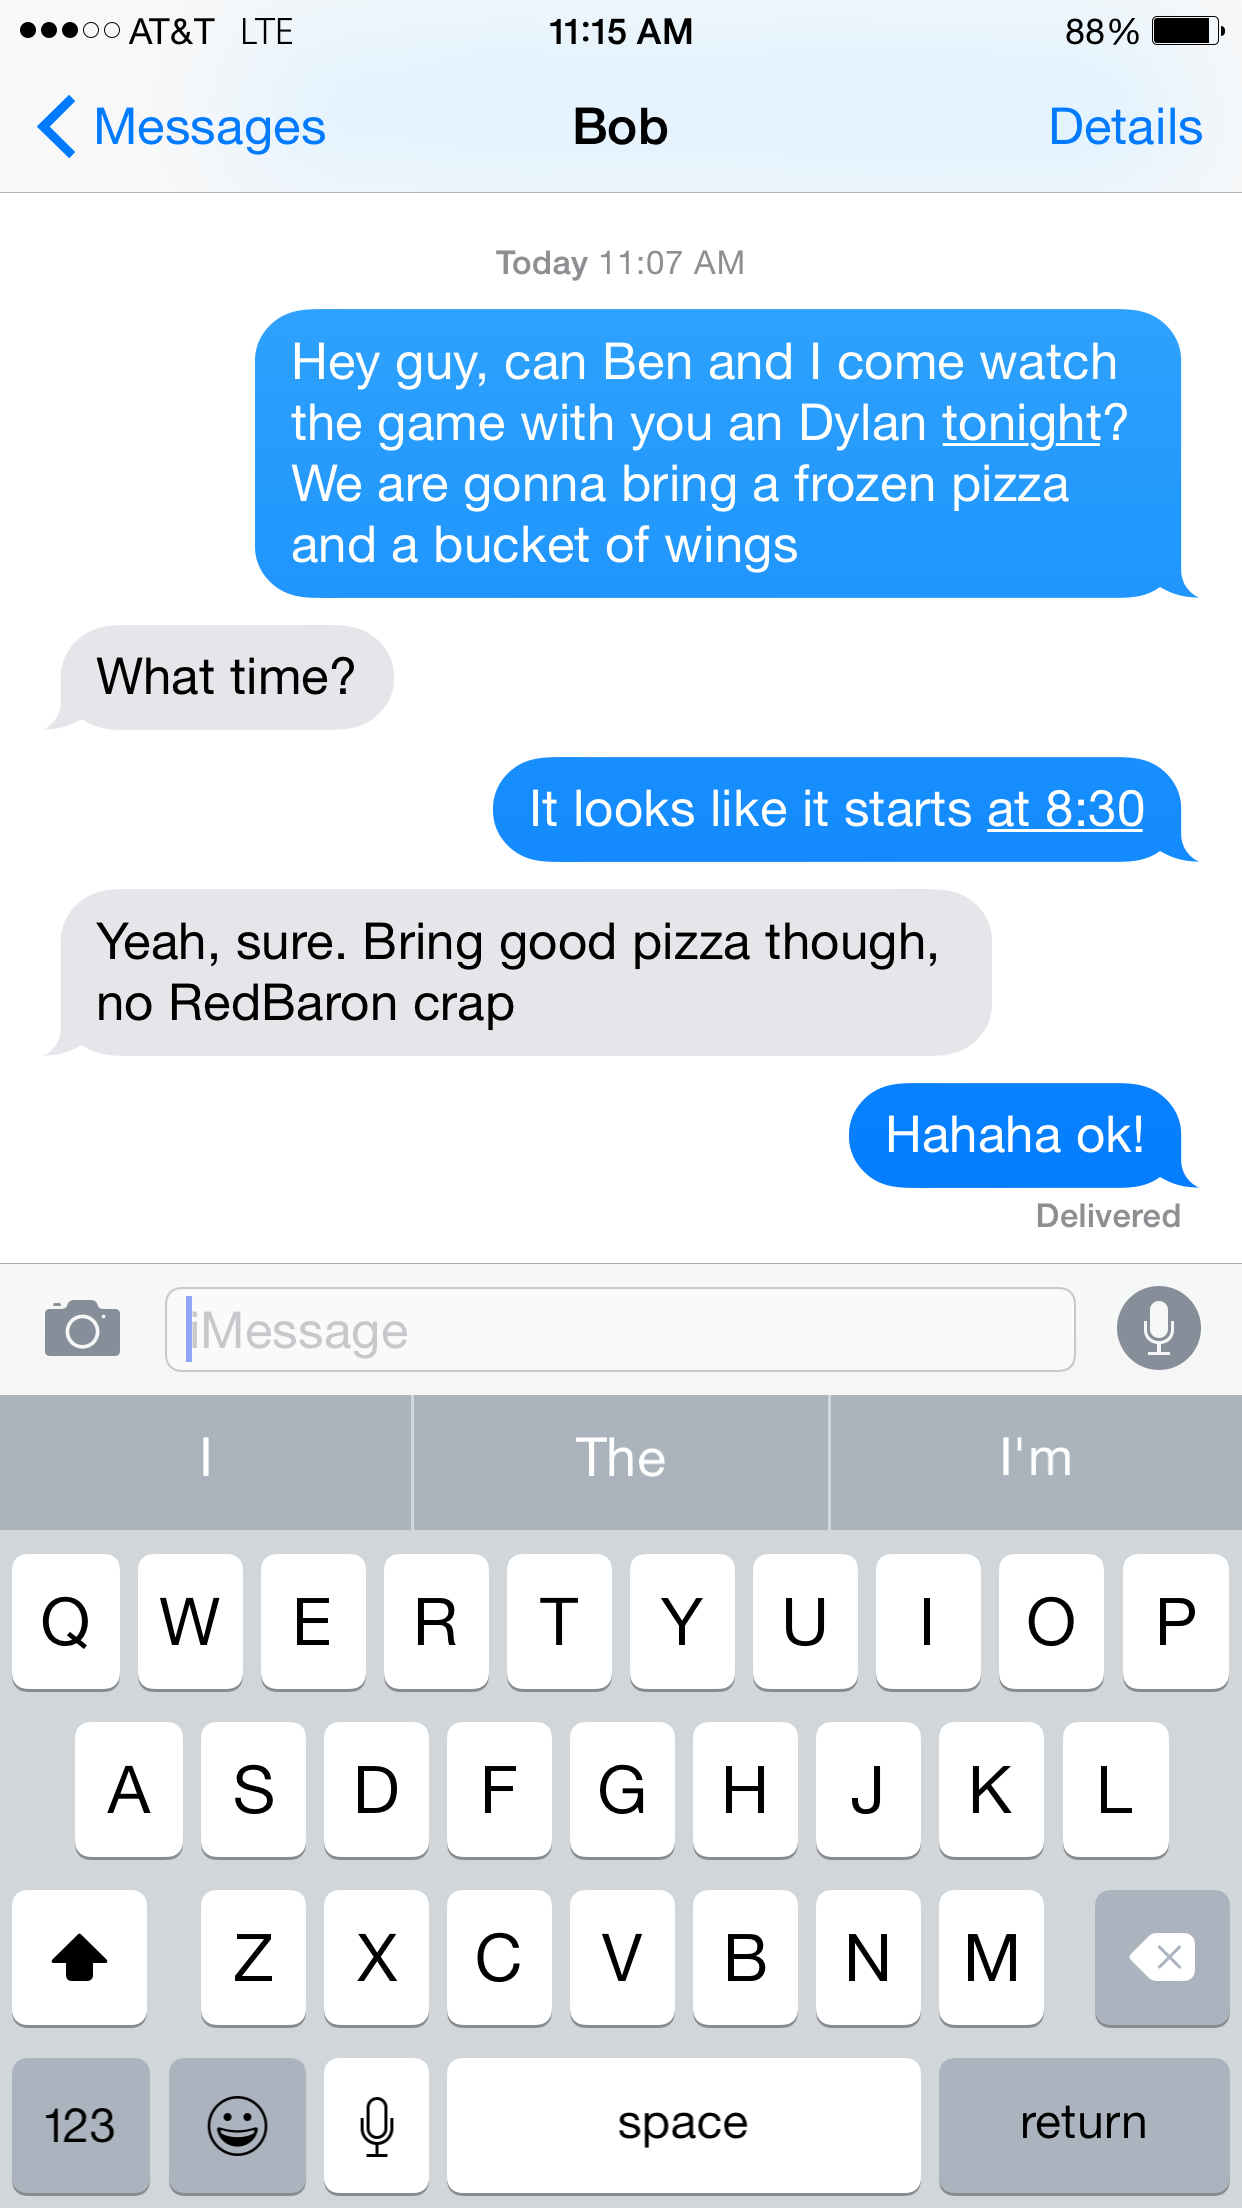 AT&T LTE 11:15 AM 88%
Messages Bob Details
Today 11:07 AM
Hey guy, can Ben and I come watch
the game with you an Dylan tonight?
We are gonna bring a frozen pizza
and a bucket of wings
What time?
It looks like it starts at 8:30
Yeah, sure. Bring good pizza though,
no RedBaron crap
Hahaha ok!
Delivered
iMessage
I The I'm
Q W E R T Y U I O P
A S D F G H J K L
Z X C V B N M
123 space return